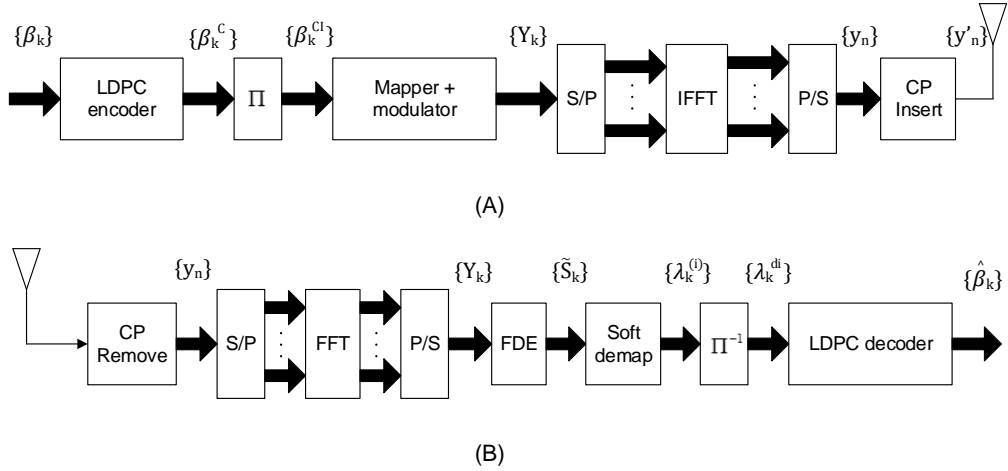 {β_k} {β_k^C} {β_k^CI} {Y_k} {y_n} {y'_n}
LDPC
encoder
Π
Mapper +
modulator
S/P
IFFT
P/S
CP
Insert
(A)
{y_n} {Y_k} {S̃_k} {λ_k^(i)} {λ_k^di} {β̂_k}
CP
Remove
S/P
FFT
P/S
FDE
Soft
demap
Π⁻¹
LDPC decoder
(B)